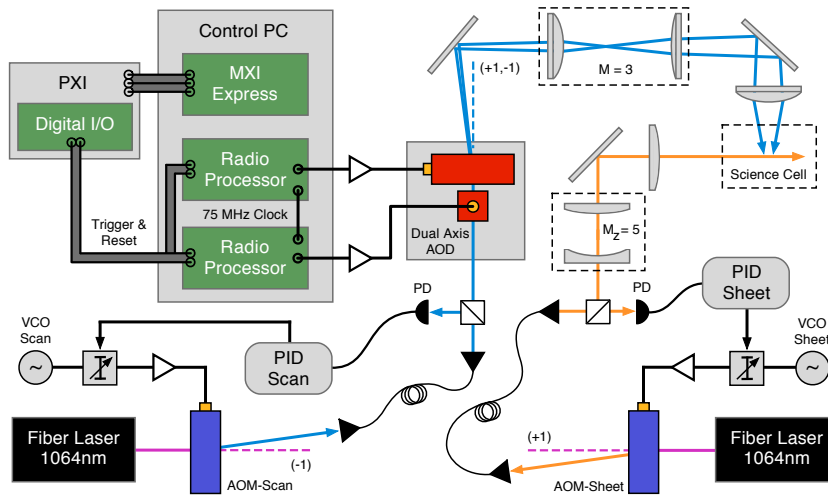 Control PC
PXI
MXI
Express
Digital I/O
Radio
Processor
75 MHz Clock
Radio
Processor
Trigger &
Reset
(+1,-1)
M = 3
Dual Axis
AOD
Science Cell
M_Z = 5
PD
PD
PID
Scan
PID
Sheet
VCO
Scan
~
VCO
Sheet
~
Fiber Laser
1064nm
(-1)
AOM-Scan
(+1)
AOM-Sheet
Fiber Laser
1064nm